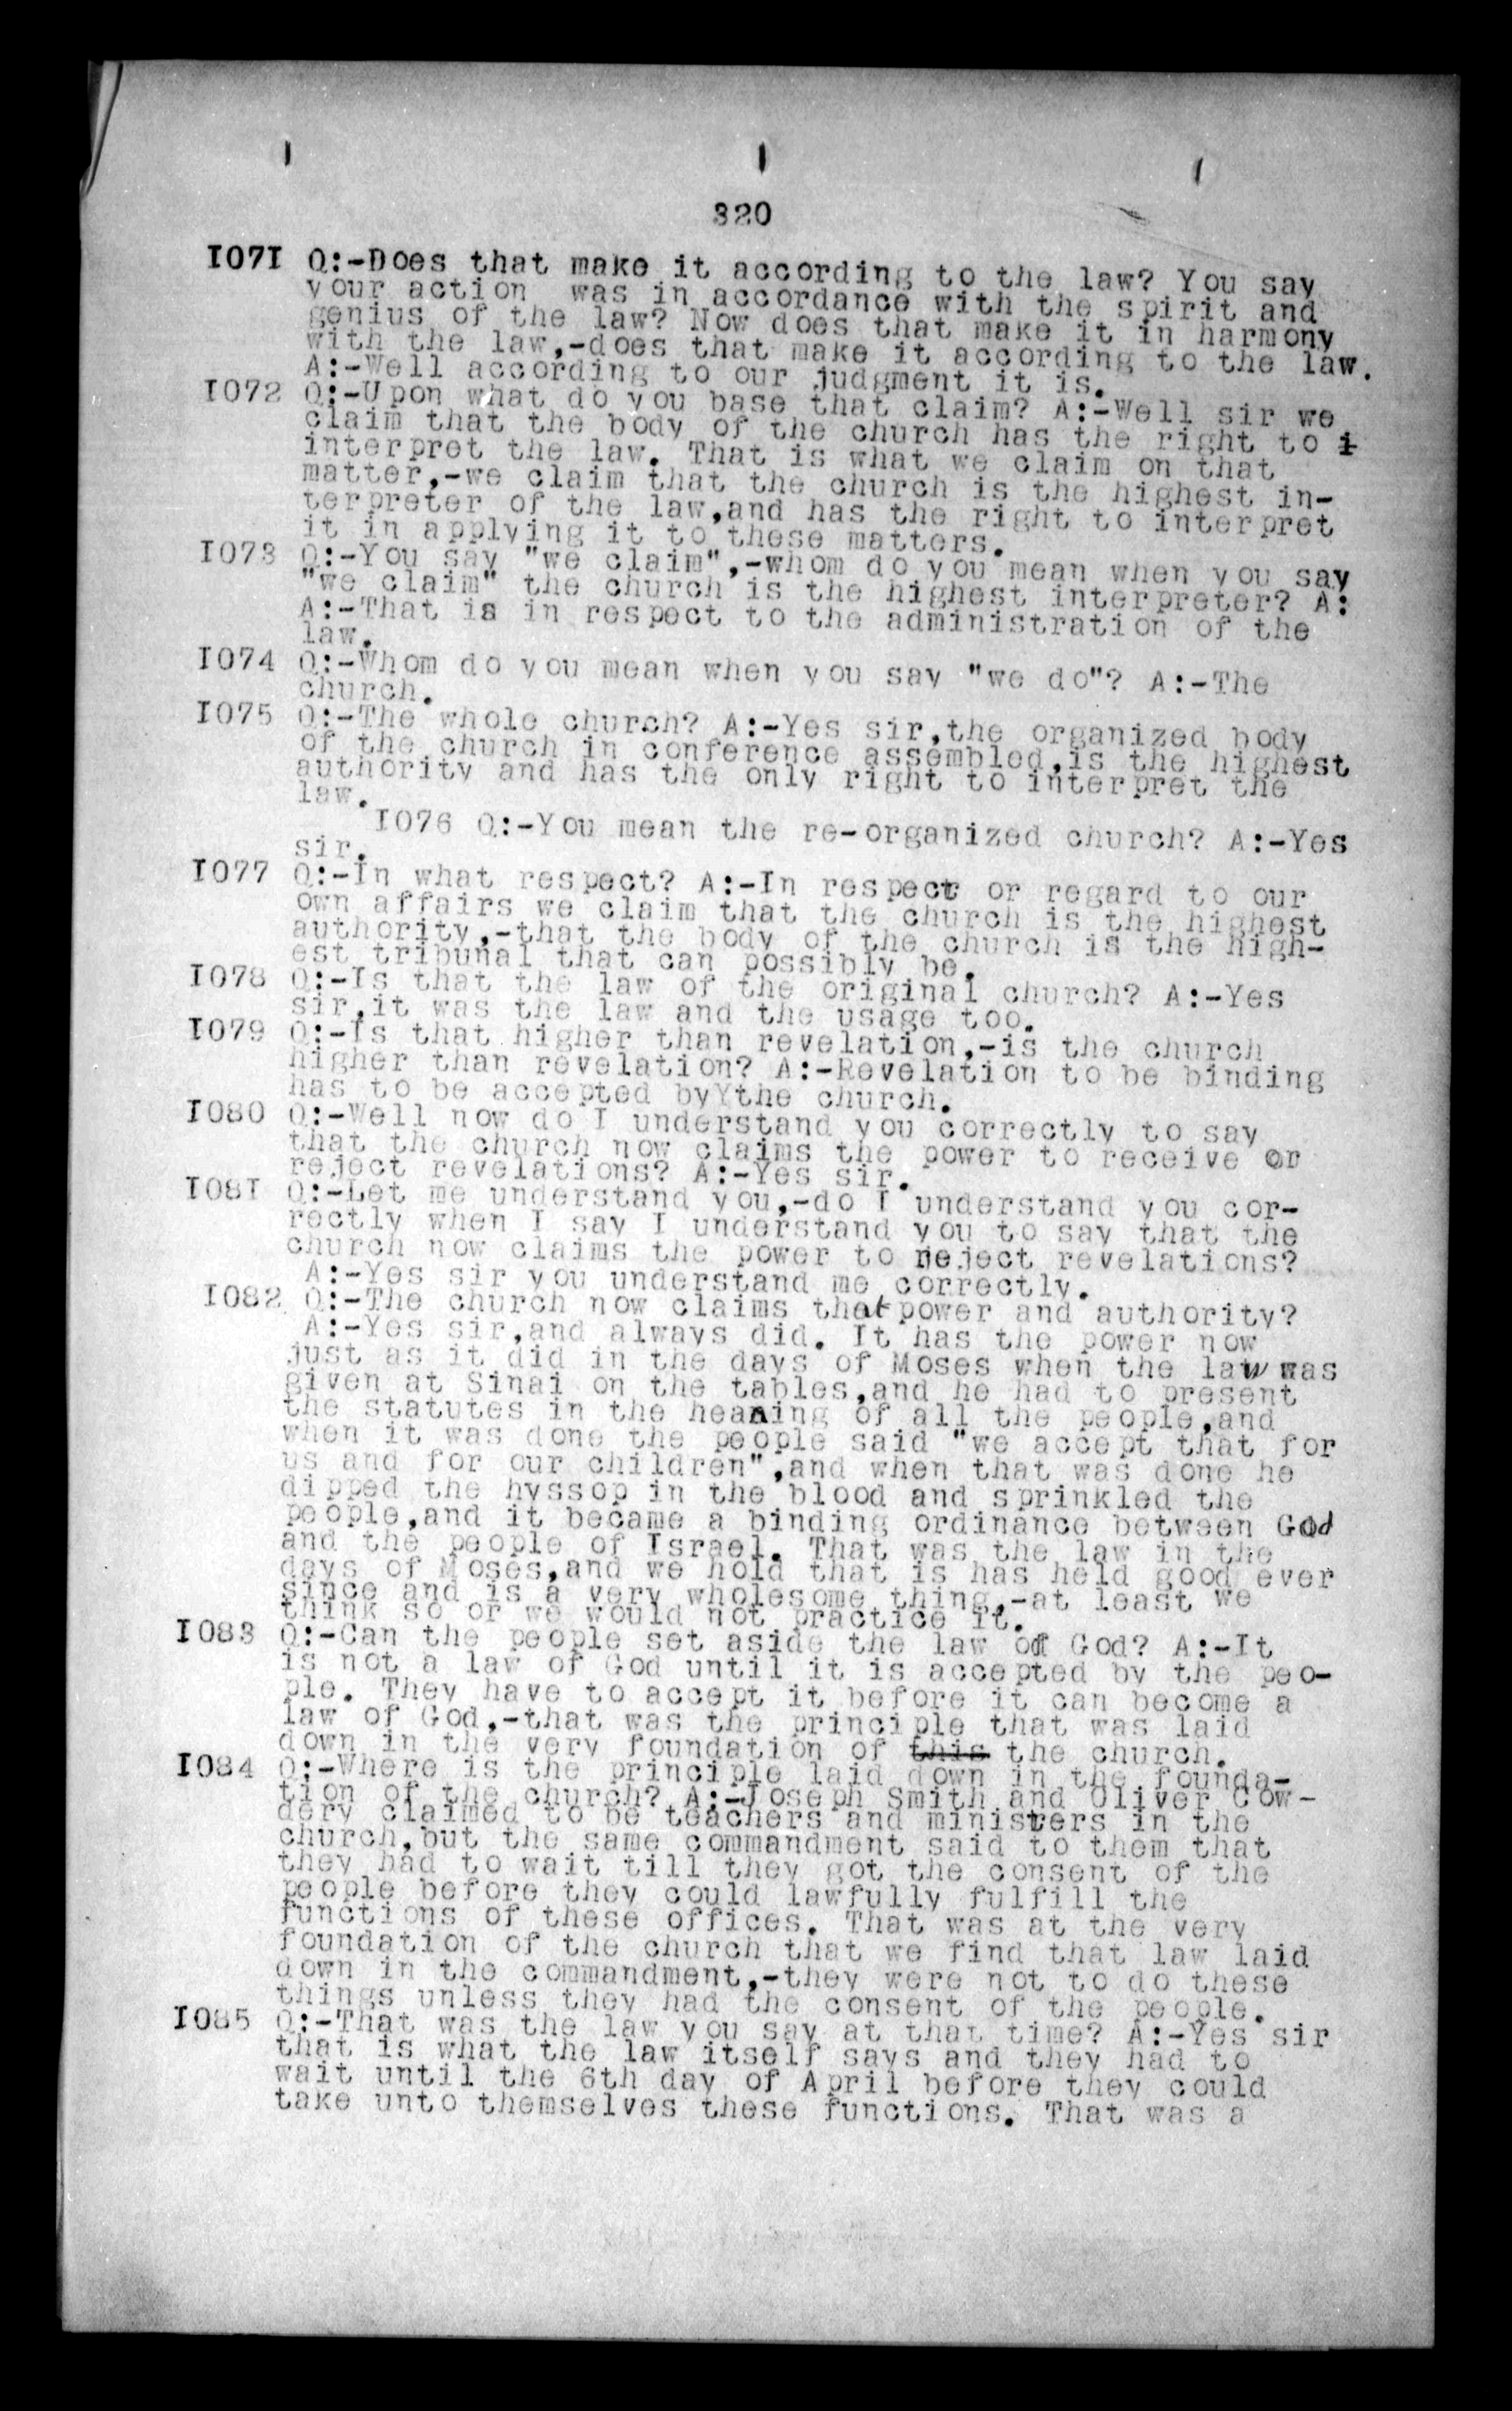 320
1071 Q:-Does that make it according to the law? You say
your action was in accordance with the spirit and
genius of the law? Now does that make it in harmony
with the law,-does that make it according to the law.
A:-Well according to our judgment it is.
1072 Q:-Upon what do you base that claim? A:-Well sir we
claim that the body of the church has the right to i
interpret the law. That is what we claim on that
matter,-we claim that the church is the highest in-
terpreter of the law,and has the right to interpret
it in applying it to these matters.
1073 Q:-You say "we claim",-whom do you mean when you say
"we claim" the church is the highest interpreter? A:
A:-That is in respect to the administration of the
law.
1074 Q:-Whom do you mean when you say "we do"? A:-The
church.
1075 Q:-The whole church? A:-Yes sir,the organized body
of the church in conference assembled,is the highest
authority and has the only right to interpret the
law.
1076 Q:-You mean the re-organized church? A:-Yes
sir.
1077 Q:-In what respect? A:-In respect or regard to our
own affairs we claim that the church is the highest
authority,-that the body of the church is the high-
est tribunal that can possibly be.
1078 Q:-Is that the law of the original church? A:-Yes
sir,it was the law and the usage too.
1079 Q:-Is that higher than revelation,-is the church
higher than revelation? A:-Revelation to be binding
has to be accepted byYthe church.
1080 Q:-Well now do I understand you correctly to say
that the church now claims the power to receive or
reject revelations? A:-Yes sir.
1081 Q:-Let me understand you,-do I understand you cor-
rectly when I say I understand you to say that the
church now claims the power to reject revelations?
A:-Yes sir you understand me correctly.
1082 Q:-The church now claims that power and authority?
A:-Yes sir,and always did. It has the power now
just as it did in the days of Moses when the law was
given at Sinai on the tables,and he had to present
the statutes in the hearing of all the people,and
when it was done the people said "we accept that for
us and for our children",and when that was done he
dipped the hyssop in the blood and sprinkled the
people,and it became a binding ordinance between God
and the people of Israel. That was the law in the
days of Moses,and we hold that is has held good ever
since and is a very wholesome thing,-at least we
think so or we would not practice it.
1083 Q:-Can the people set aside the law of God? A:-It
is not a law of God until it is accepted by the peo-
ple. They have to accept it before it can become a
law of God,-that was the principle that was laid
down in the very foundation of this the church.
1084 Q:-Where is the principle laid down in the founda-
tion of the church? A:-Joseph Smith and Oliver Cow-
dery claimed to be teachers and ministers in the
church,but the same commandment said to them that
they had to wait till they got the consent of the
people before they could lawfully fulfill the
functions of these offices. That was at the very
foundation of the church that we find that law laid
down in the commandment,-they were not to do these
things unless they had the consent of the people.
1085 Q:-That was the law you say at that time? A:-Yes sir
that is what the law itself says and they had to
wait until the 6th day of April before they could
take unto themselves these functions. That was a